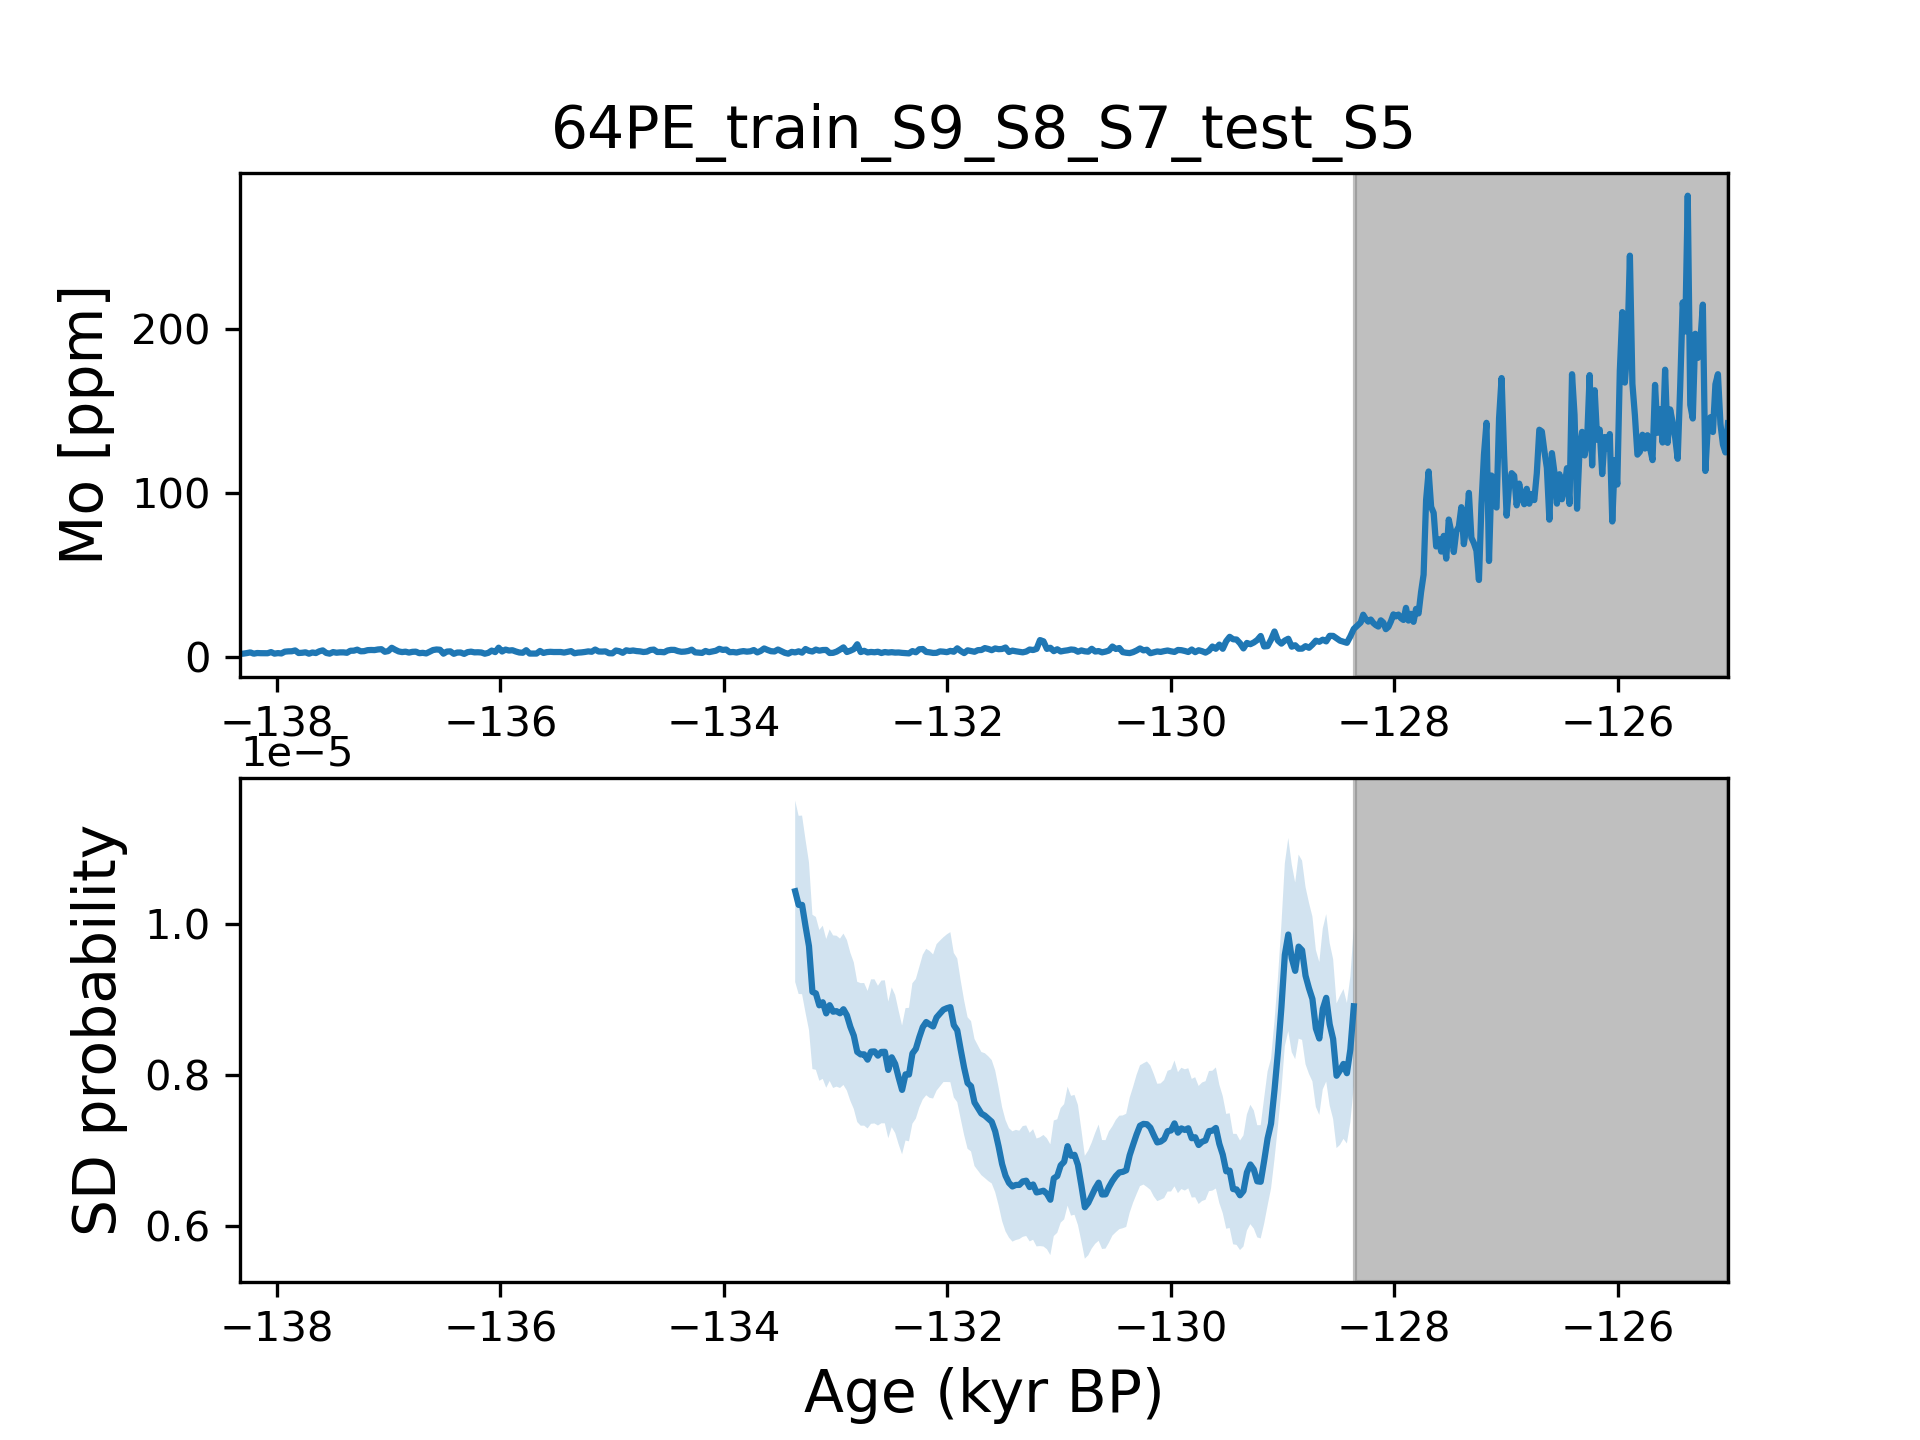 64PE_train_S9_S8_S7_test_S5
Mo [ppm]
200
100
0
−138 −136 −134 −132 −130 −128 −126
1e−5
SD probability
1.0
0.8
0.6
−138 −136 −134 −132 −130 −128 −126
Age (kyr BP)